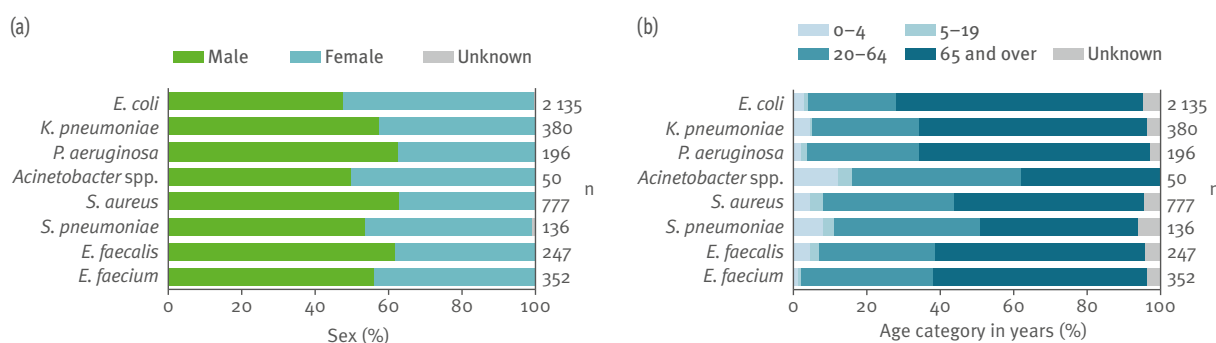 (a)
Male Female Unknown
E. coli 2 135
K. pneumoniae 380
P. aeruginosa 196
Acinetobacter spp. 50
n
S. aureus 777
S. pneumoniae 136
E. faecalis 247
E. faecium 352
0 20 40 60 80 100
Sex (%)
(b)
0–4 5–19
20–64 65 and over Unknown
E. coli 2 135
K. pneumoniae 380
P. aeruginosa 196
Acinetobacter spp. 50
n
S. aureus 777
S. pneumoniae 136
E. faecalis 247
E. faecium 352
0 20 40 60 80 100
Age category in years (%)